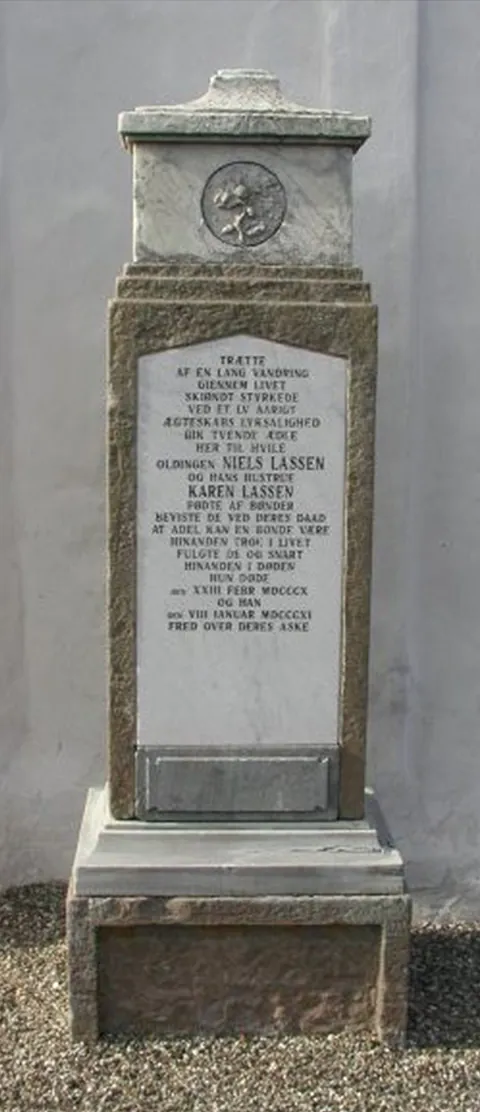 TRÆTTE
AF EN LANG VANDRING
GIENNEM LIVET
SKIØNDT STYRKEDE
VED ET LV AARIGT
ÆGTESKABS LYKSALIGHED
GIK TVENDE ÆDLE
HER TIL HVILE
OLDINGEN NIELS LASSEN
OG HANS HUSTRUE
KAREN LASSEN
FØDTE AF BØNDER
BEVISTE DE VED DERES DAAD
AT ADEL KAN EN BONDE VÆRE
HINANDEN TROE I LIVET
FULGTE DE OG SNART
HINANDEN I DØDEN
HUN DØDE
DEN XXIII FEBR MDCCCX
OG HAN
DEN VIII IANUAR MDCCCXI
FRED OVER DERES ASKE